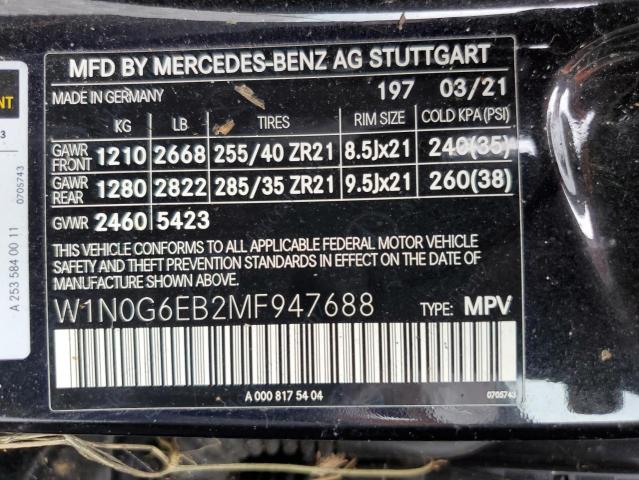 MFD BY MERCEDES-BENZ AG STUTTGART
MADE IN GERMANY 197 03/21
KG LB TIRES RIM SIZE COLD KPA (PSI)
GAWR FRONT 1210 2668 255/40 ZR21 8.5Jx21 240(35)
GAWR REAR 1280 2822 285/35 ZR21 9.5Jx21 260(38)
GVWR 2460 5423
THIS VEHICLE CONFORMS TO ALL APPLICABLE FEDERAL MOTOR VEHICLE
SAFETY AND THEFT PREVENTION STANDARDS IN EFFECT ON THE DATE OF
MANUFACTURE SHOWN ABOVE.
W1N0G6EB2MF947688 TYPE: MPV
A 000 817 54 04 0705743
A 253 584 00 11 0705743